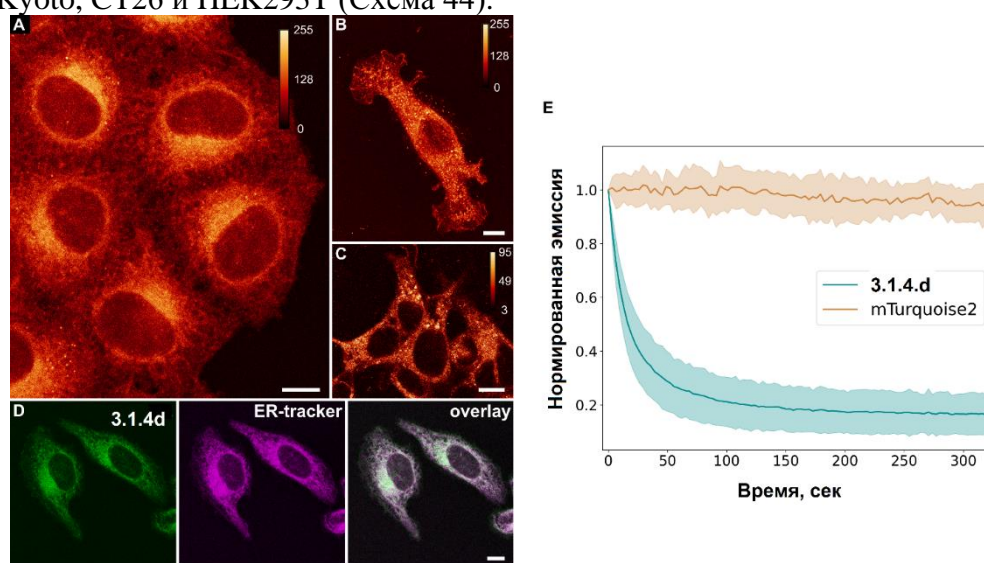 Kyoto, CT26 и HEK293T (Схема 44).
A
255
128
0
B
255
128
0
C
95
49
3
D
3.1.4d
ER-tracker
overlay
E
Нормированная эмиссия
1.0
0.8
0.6
0.4
0.2
3.1.4.d
mTurquoise2
0 50 100 150 200 250 300
Время, сек